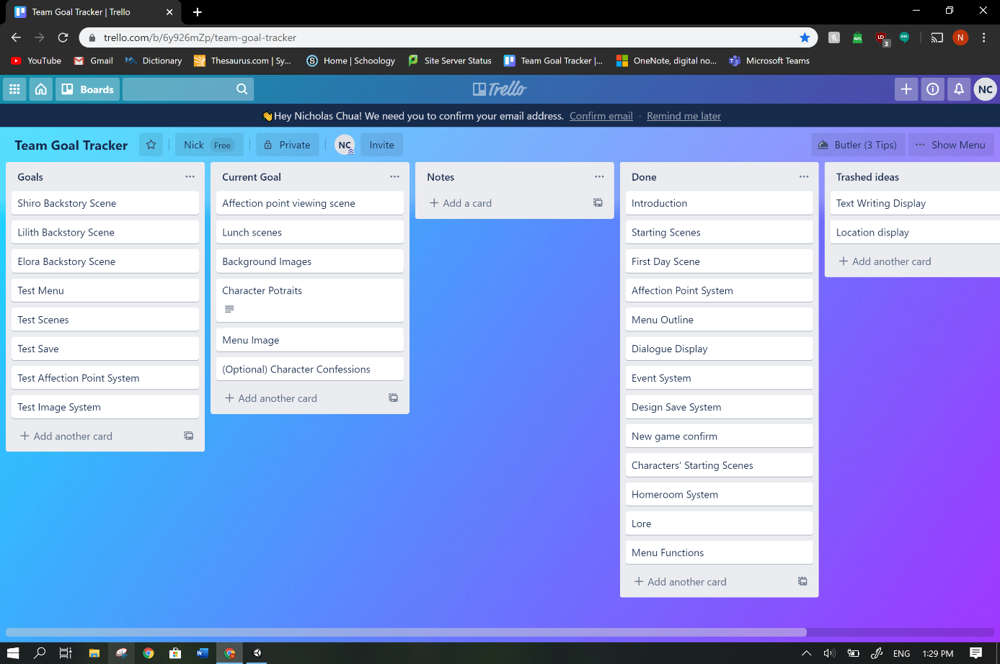 Team Goal Tracker | Trello
trello.com/b/6y926mZp/team-goal-tracker
3
N
YouTube
Gmail
Dictionary
Thesaurus.com | Sy...
Home | Schoology
Site Server Status
Team Goal Tracker |...
OneNote, digital no...
Microsoft Teams
Boards
Trello
NC
👋Hey Nicholas Chua! We need you to confirm your email address. Confirm email · Remind me later
Team Goal Tracker
Nick Free
Private
NC
Invite
Butler (3 Tips)
··· Show Menu
Goals
Shiro Backstory Scene
Lilith Backstory Scene
Elora Backstory Scene
Test Menu
Test Scenes
Test Save
Test Affection Point System
Test Image System
+ Add another card
Current Goal
Affection point viewing scene
Lunch scenes
Background Images
Character Potraits
Menu Image
(Optional) Character Confessions
+ Add another card
Notes
+ Add a card
Done
Introduction
Starting Scenes
First Day Scene
Affection Point System
Menu Outline
Dialogue Display
Event System
Design Save System
New game confirm
Characters' Starting Scenes
Homeroom System
Lore
Menu Functions
+ Add another card
Trashed ideas
Text Writing Display
Location display
+ Add another card
ENG
1:29 PM